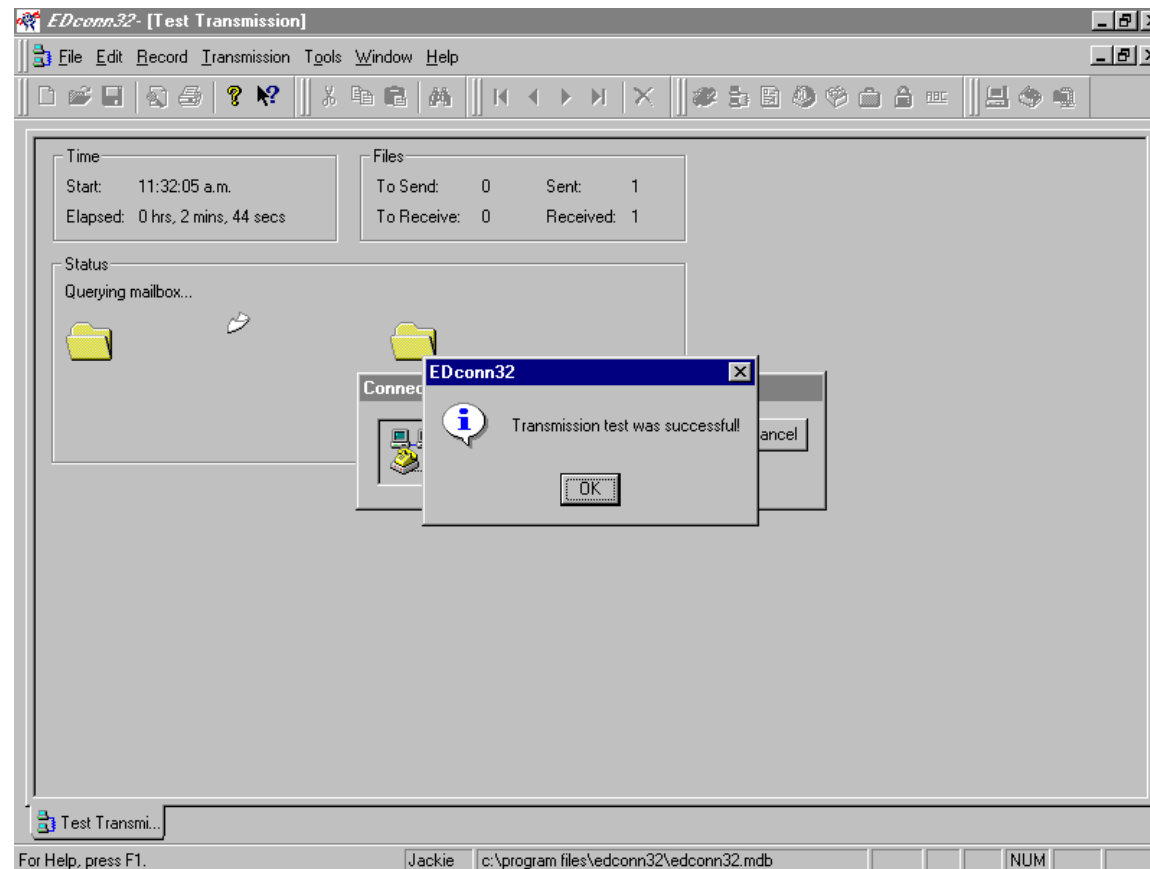 EDconn32- [Test Transmission]
File Edit Record Transmission Tools Window Help
ABC
Time
Start: 11:32:05 a.m.
Elapsed: 0 hrs, 2 mins, 44 secs
Files
To Send: 0 Sent: 1
To Receive: 0 Received: 1
Status
Querying mailbox...
Connec
EDconn32
Transmission test was successful!
ancel
OK
Test Transmi...
For Help, press F1. Jackie c:\program files\edconn32\edconn32.mdb NUM